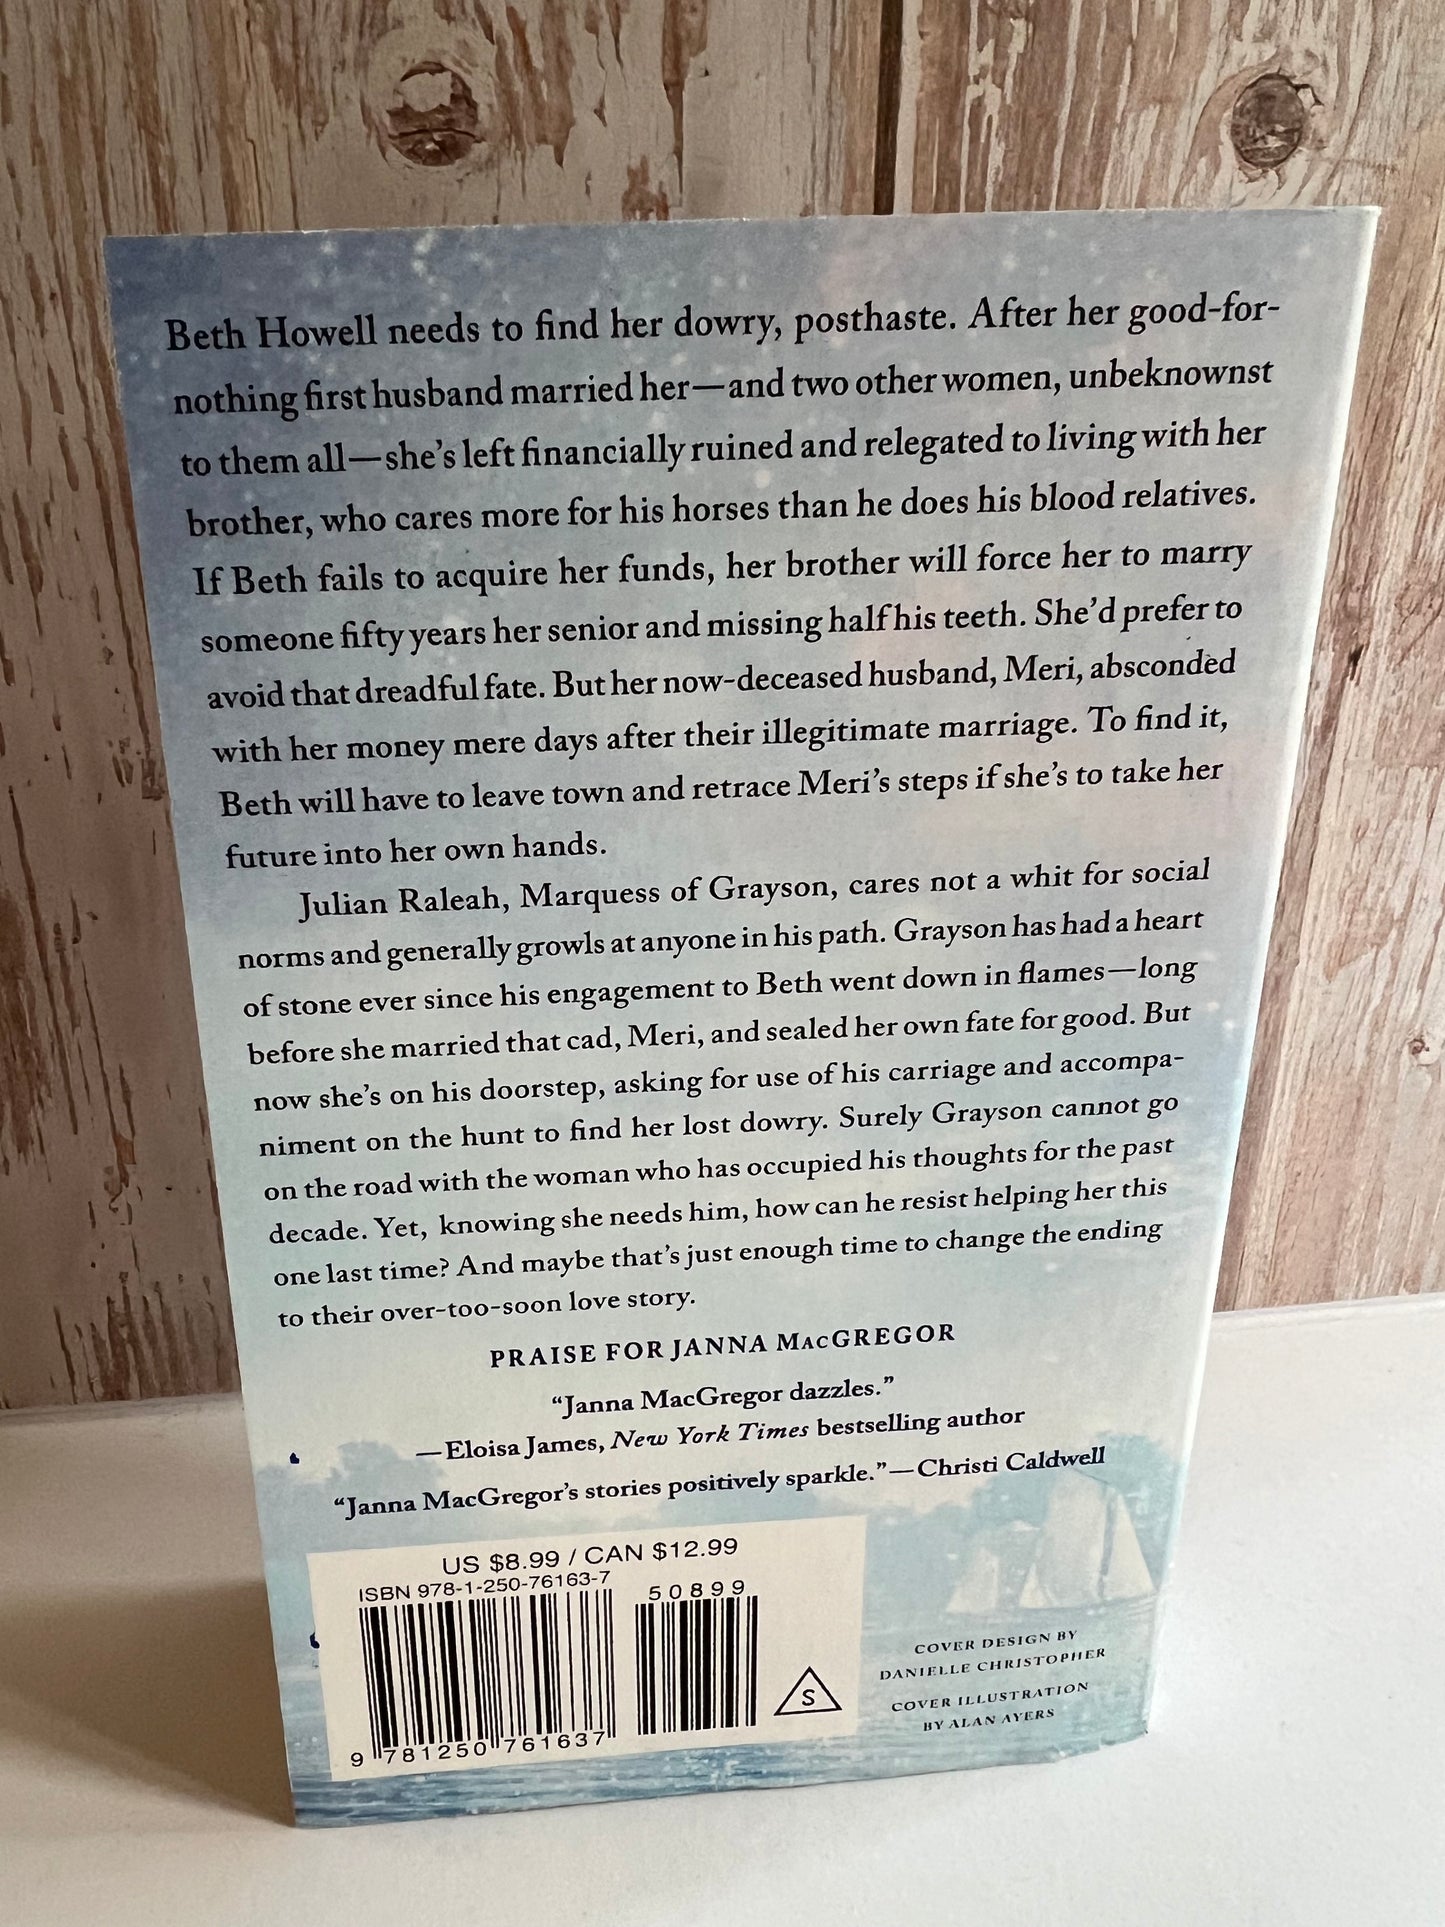 Beth Howell needs to find her dowry, posthaste. After her good-for-
nothing first husband married her—and two other women, unbeknownst
to them all—she's left financially ruined and relegated to living with her
brother, who cares more for his horses than he does his blood relatives.
If Beth fails to acquire her funds, her brother will force her to marry
someone fifty years her senior and missing half his teeth. She'd prefer to
avoid that dreadful fate. But her now-deceased husband, Meri, absconded
with her money mere days after their illegitimate marriage. To find it,
Beth will have to leave town and retrace Meri's steps if she's to take her
future into her own hands.
Julian Raleah, Marquess of Grayson, cares not a whit for social
norms and generally growls at anyone in his path. Grayson has had a heart
of stone ever since his engagement to Beth went down in flames—long
before she married that cad, Meri, and sealed her own fate for good. But
now she's on his doorstep, asking for use of his carriage and accompa-
niment on the hunt to find her lost dowry. Surely Grayson cannot go
on the road with the woman who has occupied his thoughts for the past
decade. Yet, knowing she needs him, how can he resist helping her this
one last time? And maybe that's just enough time to change the ending
to their over-too-soon love story.
PRAISE FOR JANNA MACGREGOR
“Janna MacGregor dazzles.”
—Eloisa James, New York Times bestselling author
“Janna MacGregor's stories positively sparkle.”—Christi Caldwell
US $8.99 / CAN $12.99
ISBN 978-1-250-76163-7
50899
9 781250 761637
S
COVER DESIGN BY
DANIELLE CHRISTOPHER
COVER ILLUSTRATION
BY ALAN AYERS